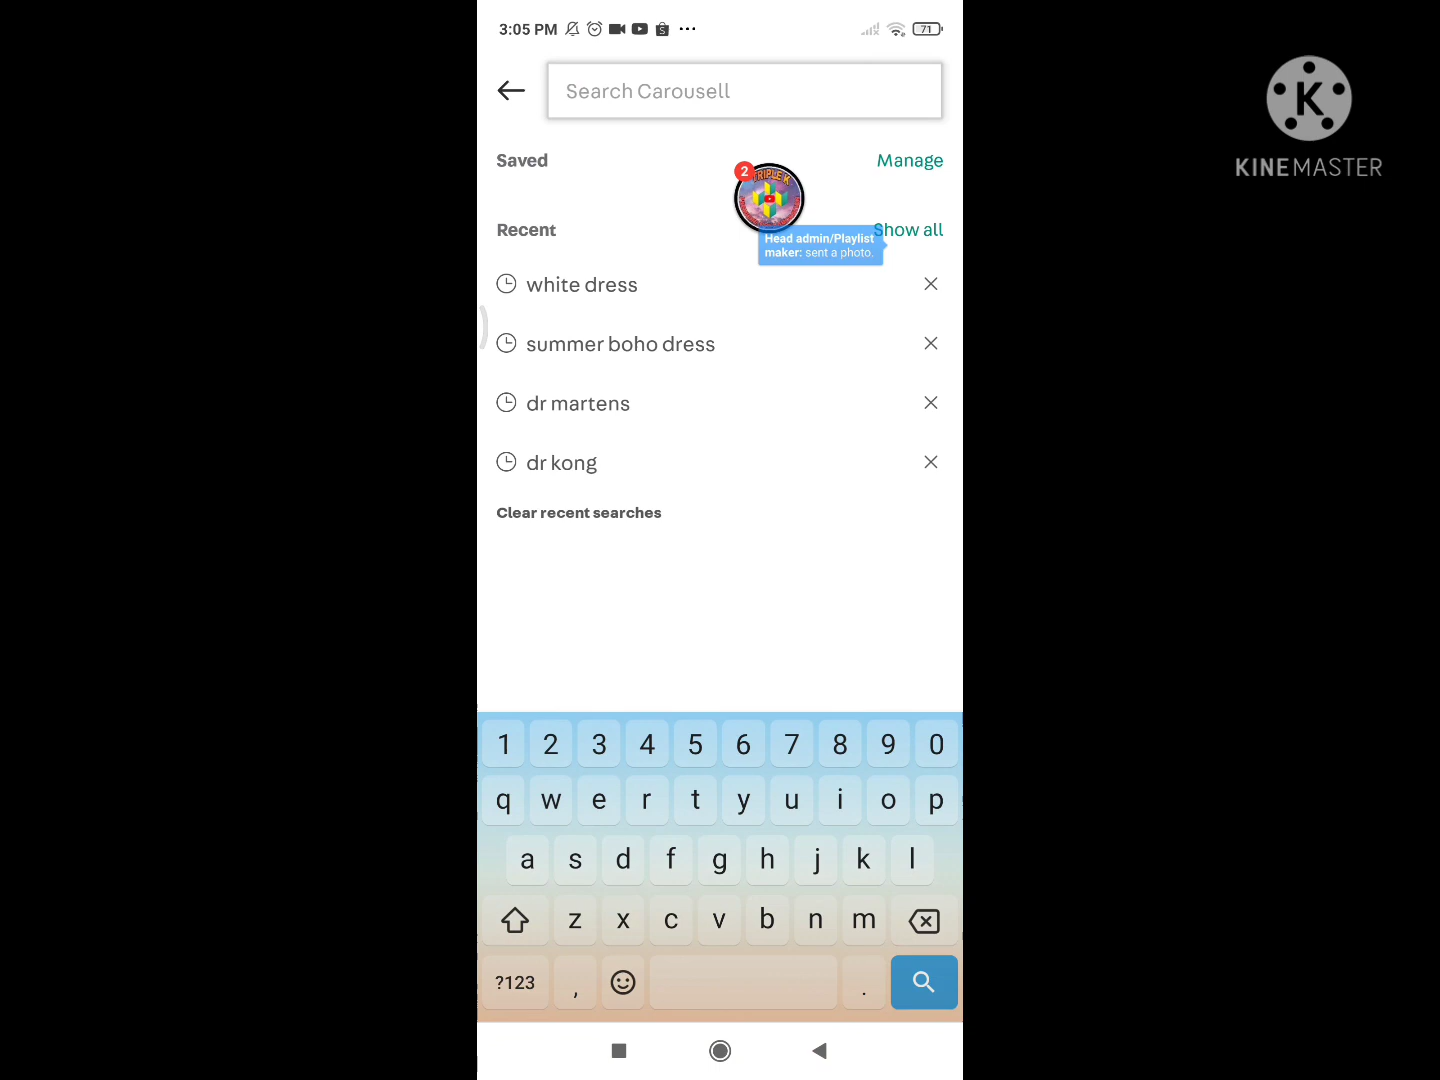 3:05 PM
71
KINEMASTER
Search Carousell
Saved
Manage
2
TRIPLE K
Recent
Show all
Head admin/Playlist
maker: sent a photo.
white dress
summer boho dress
dr martens
dr kong
Clear recent searches
1 2 3 4 5 6 7 8 9 0
q w e r t y u i o p
a s d f g h j k l
z x c v b n m
?123 , .